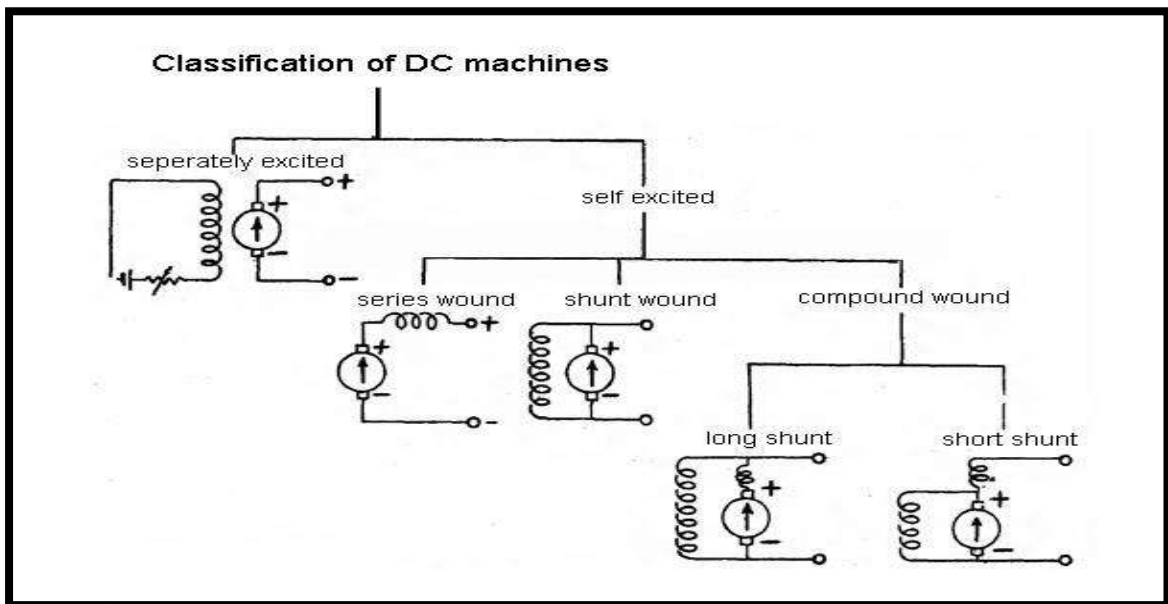 Classification of DC machines
seperately excited
+
+
-
-
self excited
series wound
shunt wound
compound wound
+
+
-
-
+
-
long shunt
short shunt
+
-
+
-